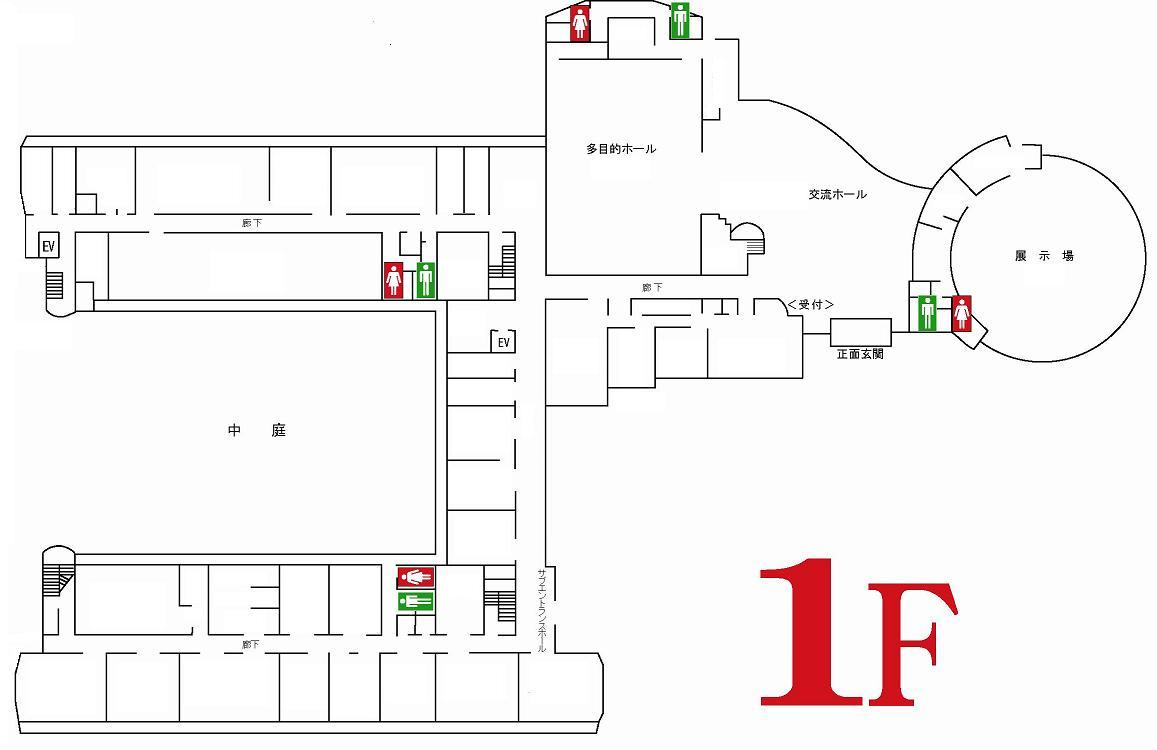 多目的ホール
交流ホール
廊下
EV
展示場
廊下
<受付>
EV
正面玄関
中庭
サブエントランスホール
廊下
1F